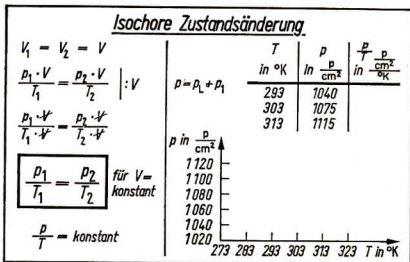 Isochore Zustandsänderung
V₁ = V₂ = V
p₁ · V / T₁ = p₂ · V / T₂ | : V
p₁ · V / T₁ · V = p₂ · V / T₂ · V
p₁ / T₁ = p₂ / T₂ für V = konstant
p / T = konstant
p = p_L + p₁
T in °K p in p/cm² p/T in p/cm² / °K
293 1040
303 1075
313 1115
p in p/cm²
1120
1100
1080
1060
1040
1020
273 283 293 303 313 323 T in °K